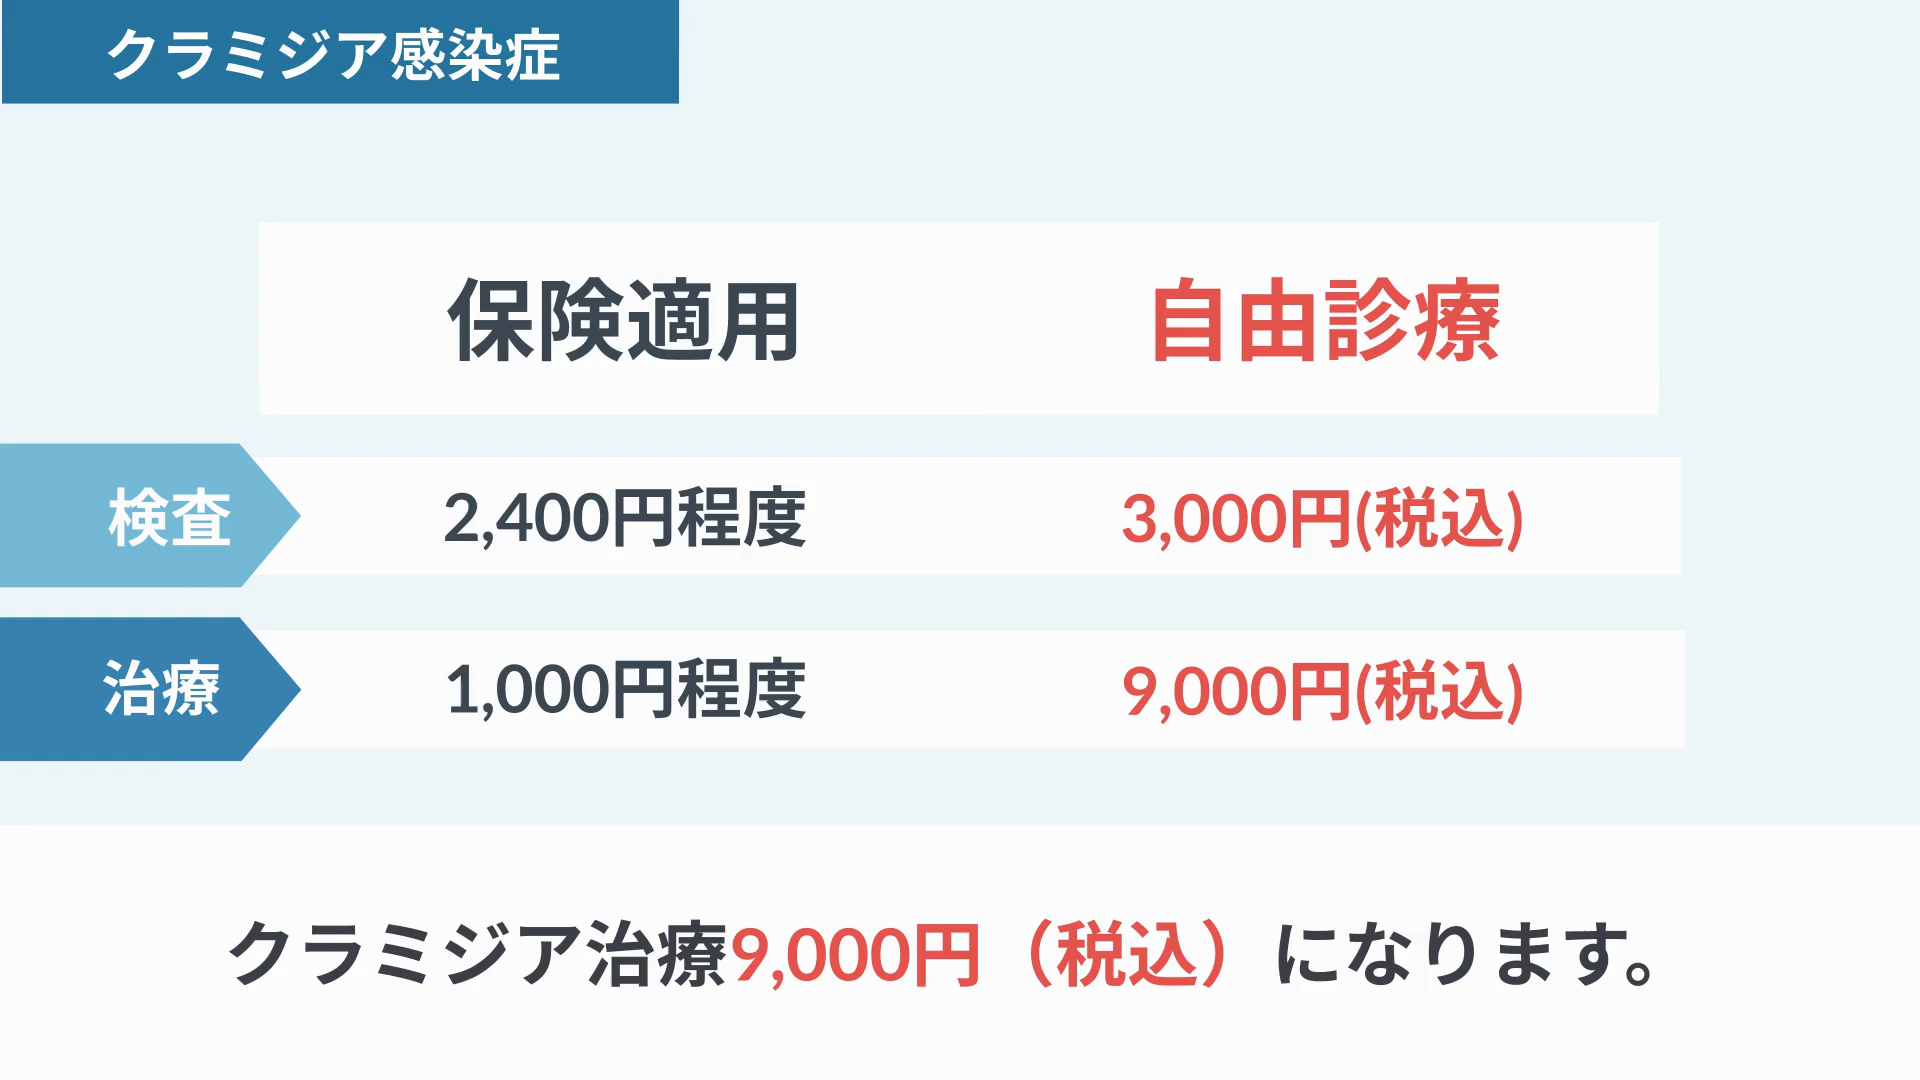 クラミジア感染症
保険適用 自由診療
検査 2,400円程度 3,000円(税込)
治療 1,000円程度 9,000円(税込)
クラミジア治療9,000円（税込）になります。